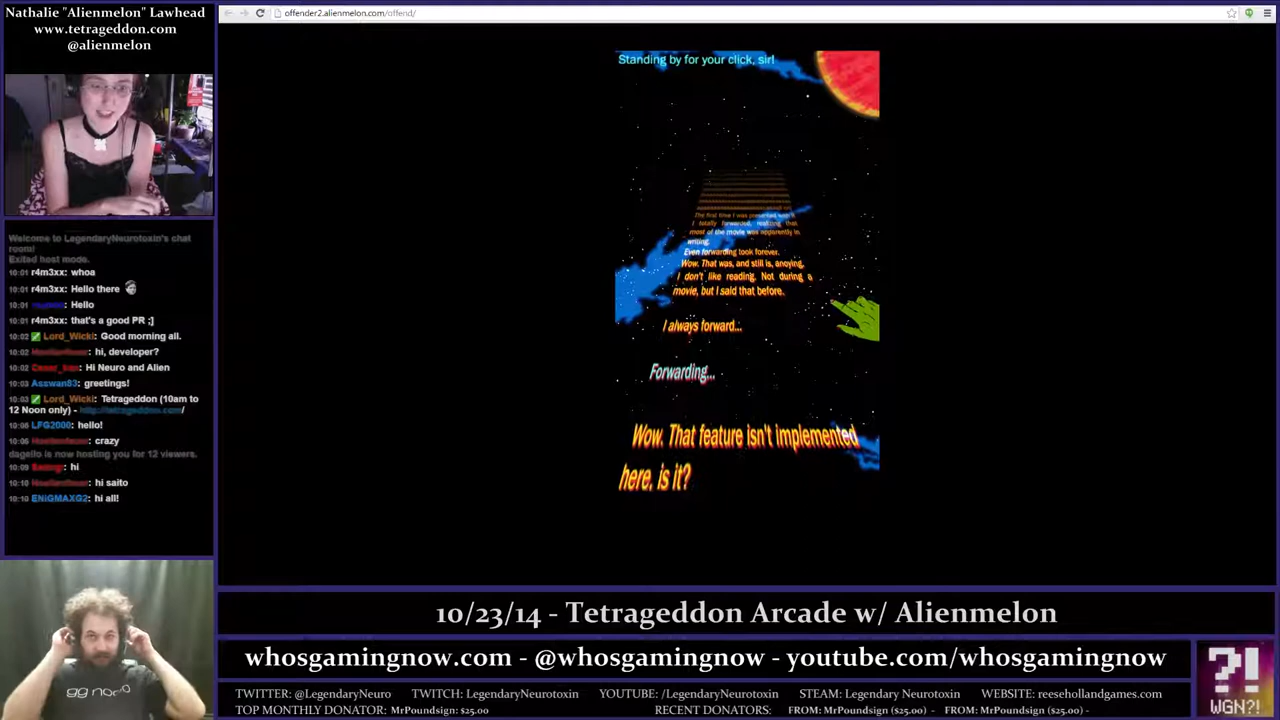 Nathalie "Alienmelon" Lawhead
www.tetrageddon.com
@alienmelon
offender2.alienmelon.com/offend/
Welcome to LegendaryNeurotoxin's chat
room!
Exited host mode.
10:01 r4m3xx: whoa
10:01 r4m3xx: Hello there
10:01 Hello
10:01 r4m3xx: that's a good PR ;]
10:02 Lord_Wicki: Good morning all.
10:02 hi, developer?
10:02 Hi Neuro and Alien
10:03 Asswan83: greetings!
10:03 Lord_Wicki: Tetrageddon (10am to
12 Noon only) - http://tetrageddon.com/
LFG2000: hello!
crazy
dagello is now hosting you for 12 viewers.
10:09 hi
10:10 hi saito
10:10 ENiGMAXG2: hi all!
Standing by for your click, sir!
The first time I was presented with it
I totally forwarded, realizing that
most of the movie was apparently in
writing.
Even forwarding took forever.
Wow. That was, and still is, anoying,
I don't like reading. Not during a
movie, but I said that before.
I always forward...
Forwarding...
Wow. That feature isn't implemented
here, is it?
10/23/14 - Tetrageddon Arcade w/ Alienmelon
whosgamingnow.com - @whosgamingnow - youtube.com/whosgamingnow
TWITTER: @LegendaryNeuro TWITCH: LegendaryNeurotoxin YOUTUBE: /LegendaryNeurotoxin STEAM: Legendary Neurotoxin WEBSITE: reesehollandgames.com
TOP MONTHLY DONATOR: MrPoundsign: $25.00 RECENT DONATORS: FROM: MrPoundsign ($25.00) - FROM: MrPoundsign ($25.00) -
?!
WGN?!